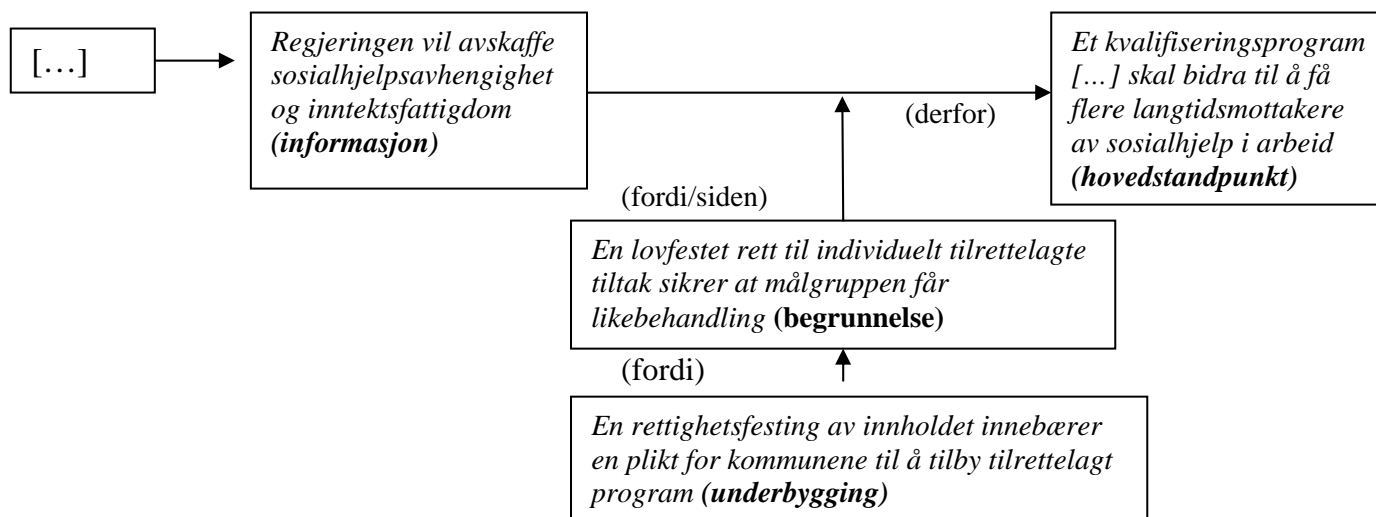 […]
Regjeringen vil avskaffe
sosialhjelpsavhengighet
og inntektsfattigdom
(informasjon)
(derfor)
Et kvalifiseringsprogram
[…] skal bidra til å få
flere langtidsmottakere
av sosialhjelp i arbeid
(hovedstandpunkt)
(fordi/siden)
En lovfestet rett til individuelt tilrettelagte
tiltak sikrer at målgruppen får
likebehandling (begrunnelse)
(fordi)
En rettighetsfesting av innholdet innebærer
en plikt for kommunene til å tilby tilrettelagt
program (underbygging)